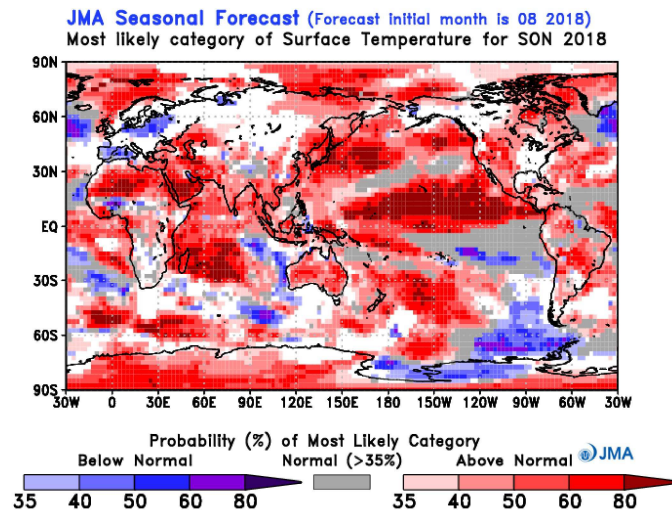 JMA Seasonal Forecast (Forecast initial month is 08 2018)
Most likely category of Surface Temperature for SON 2018
90N
60N
30N
EQ
30S
60S
90S
30W 0 30E 60E 90E 120E 150E 180 150W 120W 90W 60W 30W
Probability (%) of Most Likely Category
Below Normal Normal (>35%) Above Normal JMA
35 40 50 60 80 35 40 50 60 80